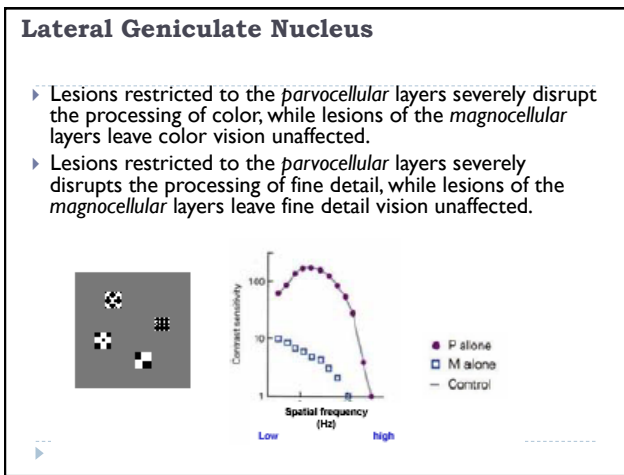 Lateral Geniculate Nucleus
Lesions restricted to the parvocellular layers severely disrupt
the processing of color, while lesions of the magnocellular
layers leave color vision unaffected.
Lesions restricted to the parvocellular layers severely
disrupts the processing of fine detail, while lesions of the
magnocellular layers leave fine detail vision unaffected.
Contrast sensitivity
100
10
1
Spatial frequency
(Hz)
Low high
P alone
M alone
Control